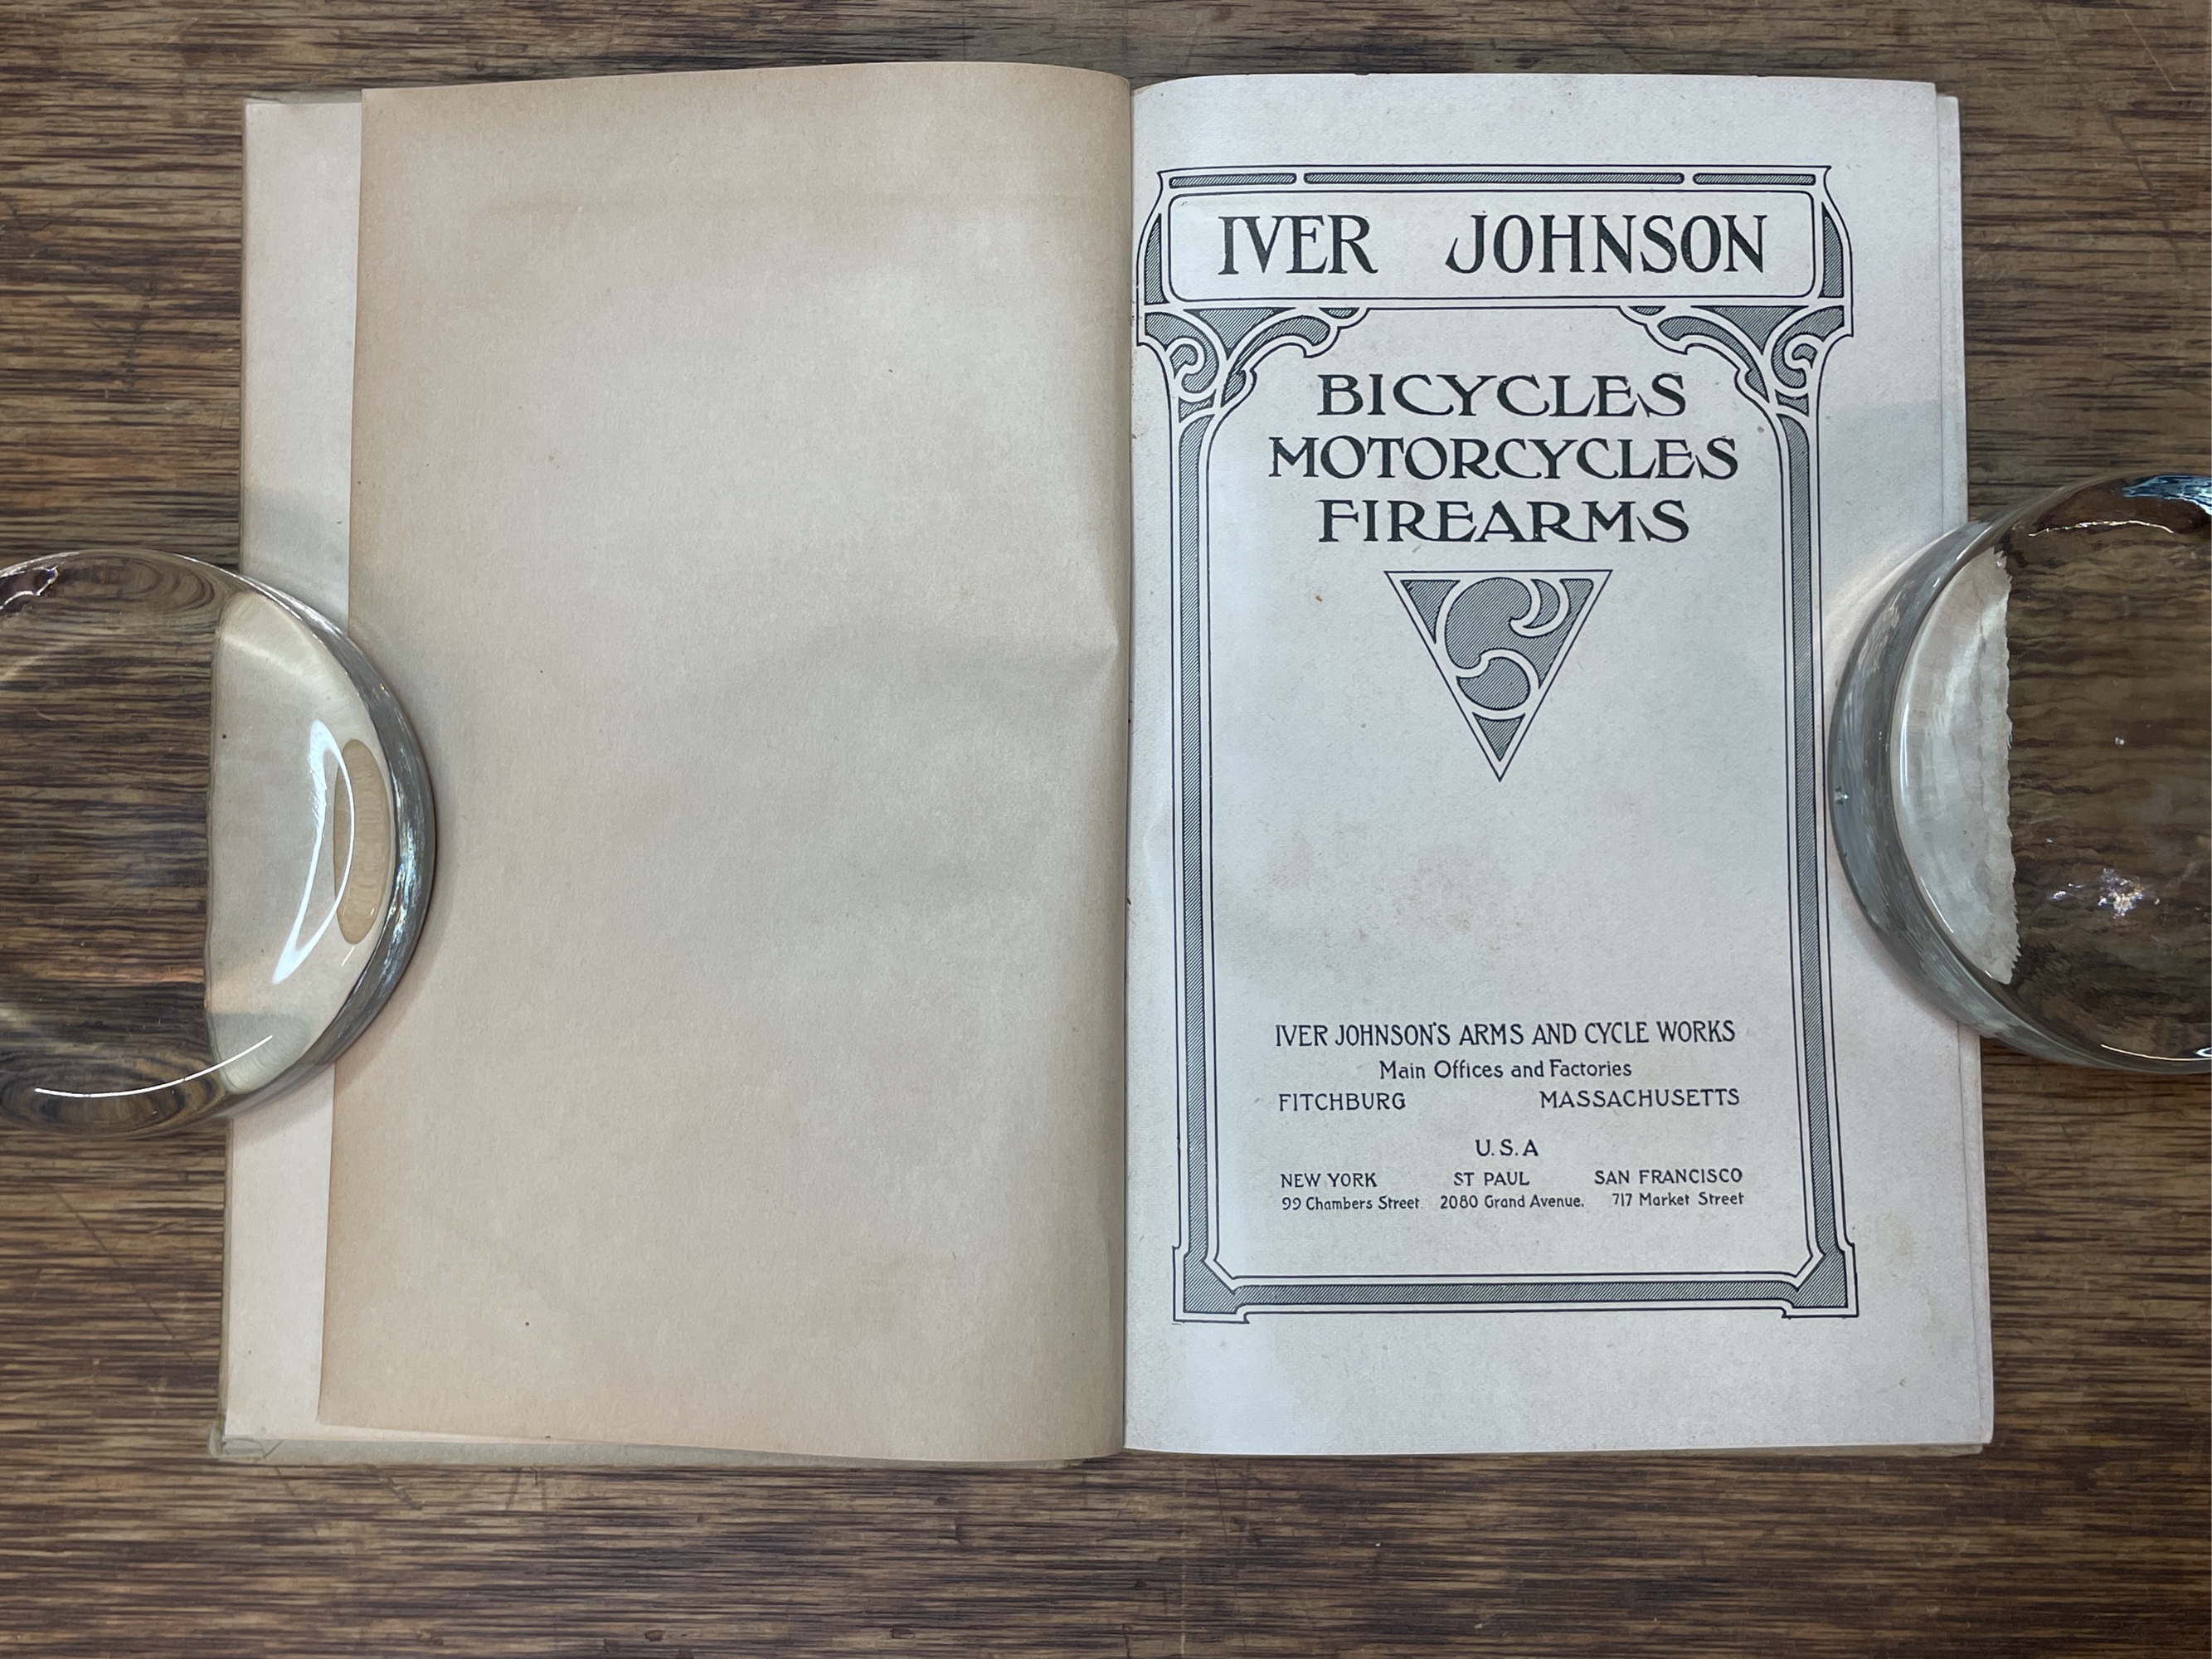 IVER JOHNSON
BICYCLES
MOTORCYCLES
FIREARMS
IVER JOHNSON'S ARMS AND CYCLE WORKS
Main Offices and Factories
FITCHBURG MASSACHUSETTS
U.S.A
NEW YORK ST PAUL SAN FRANCISCO
99 Chambers Street 2080 Grand Avenue. 717 Market Street